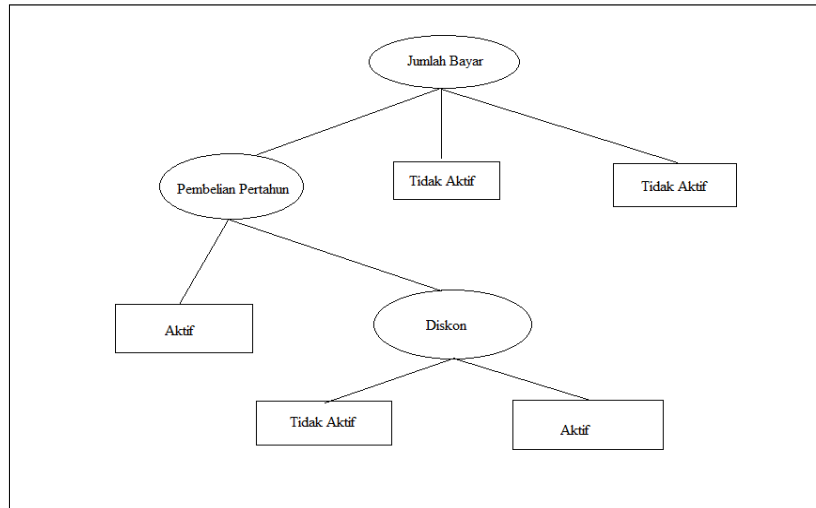 Jumlah Bayar
Pembelian Pertahun
Tidak Aktif
Tidak Aktif
Aktif
Diskon
Tidak Aktif
Aktif